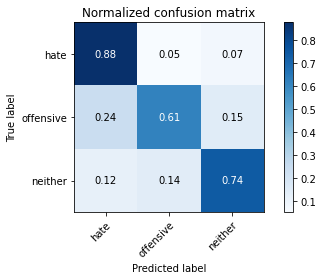 Normalized confusion matrix
True label
hate
0.88 0.05 0.07
offensive
0.24 0.61 0.15
neither
0.12 0.14 0.74
hate
offensive
neither
Predicted label
0.8
0.7
0.6
0.5
0.4
0.3
0.2
0.1